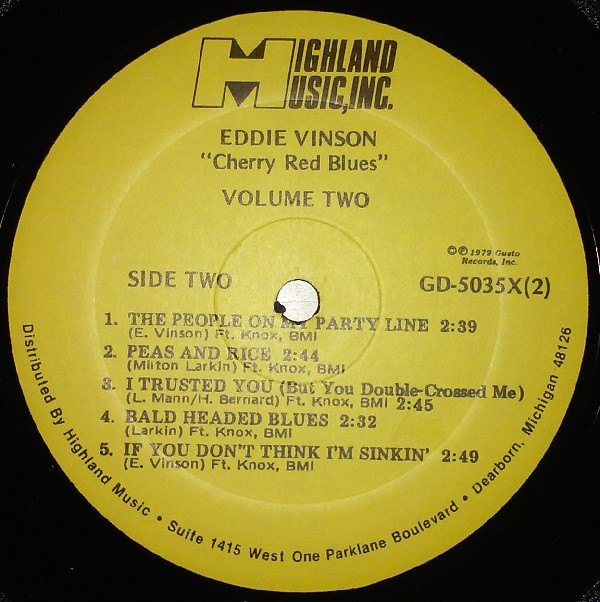 HIGHLAND
MUSIC, INC.
EDDIE VINSON
"Cherry Red Blues"
VOLUME TWO
©℗ 1979 Gusto
Records, Inc.
SIDE TWO
GD-5035X(2)
1. THE PEOPLE ON MY PARTY LINE 2:39
(E. Vinson) Ft. Knox, BMI
2. PEAS AND RICE 2:44
(Milton Larkin) Ft. Knox, BMI
3. I TRUSTED YOU (But You Double-Crossed Me)
(L. Mann/H. Bernard) Ft. Knox, BMI 2:45
4. BALD HEADED BLUES 2:32
(Larkin) Ft. Knox, BMI
5. IF YOU DON'T THINK I'M SINKIN' 2:49
(E. Vinson) Ft. Knox, BMI
Distributed By Highland Music • Suite 1415 West One Parklane Boulevard • Dearborn, Michigan 48126